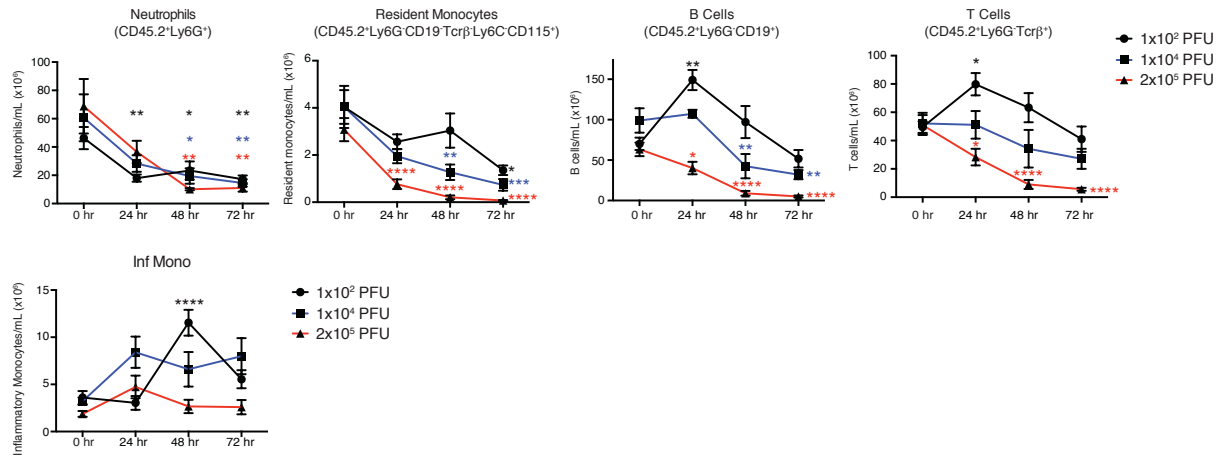 Neutrophils
(CD45.2⁺Ly6G⁺)
Neutrophils/mL (x10⁶)
100
80
60
40
20
0
** * **
* **
** **
0 hr 24 hr 48 hr 72 hr
Resident Monocytes
(CD45.2⁺Ly6G⁻CD19⁻Tcrβ⁻Ly6C⁻CD115⁺)
Resident monocytes/mL (x10⁶)
6
4
2
0
**
****
****
*
***
****
0 hr 24 hr 48 hr 72 hr
B Cells
(CD45.2⁺Ly6G⁻CD19⁺)
B cells/mL (x10⁶)
150
100
50
0
**
*
**
****
**
****
0 hr 24 hr 48 hr 72 hr
T Cells
(CD45.2⁺Ly6G⁻Tcrβ⁺)
T cells/mL (x10⁶)
100
80
60
40
20
0
*
*
****
****
0 hr 24 hr 48 hr 72 hr
1x10² PFU
1x10⁴ PFU
2x10⁵ PFU
Inf Mono
Inflammatory Monocytes/mL (x10⁶)
15
10
5
0
****
0 hr 24 hr 48 hr 72 hr
1x10² PFU
1x10⁴ PFU
2x10⁵ PFU